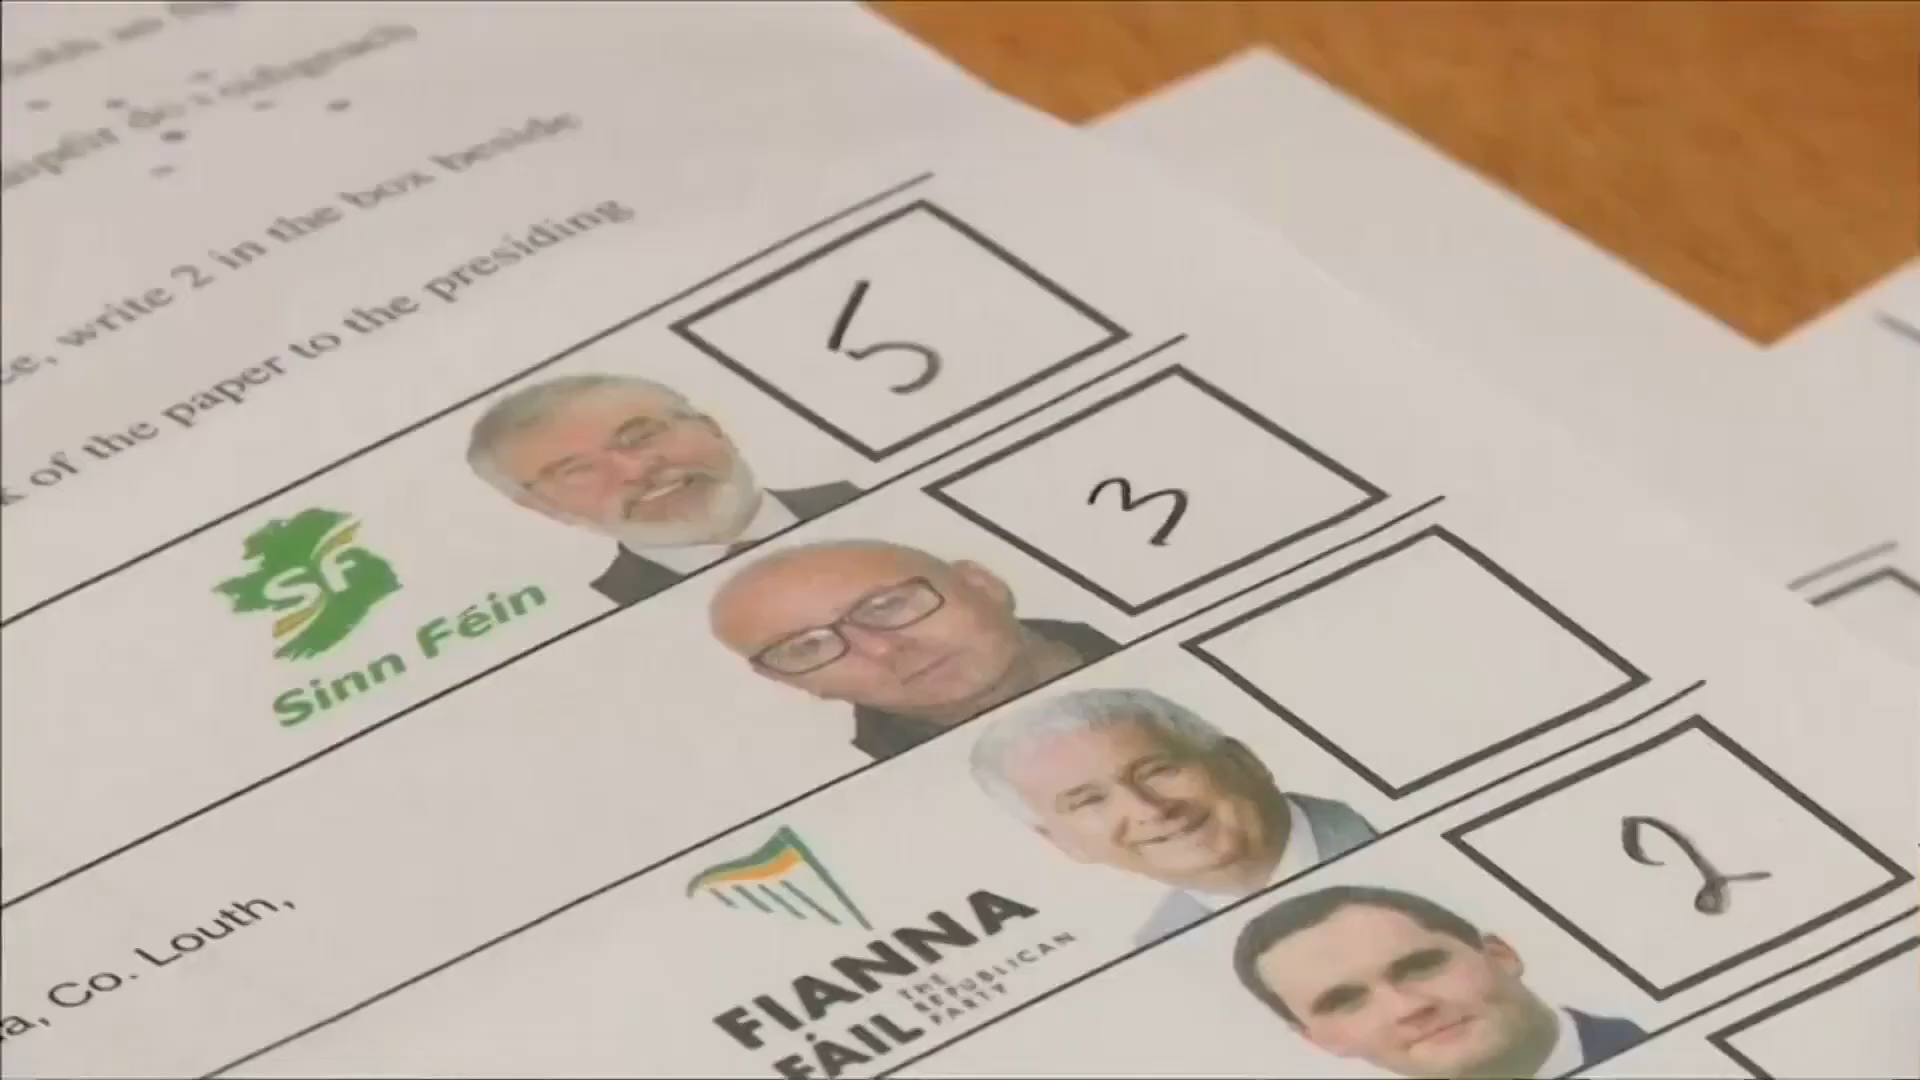 write 2 in the box beside
of the paper to the presiding
5
SF
Sinn Féin
3
2
Co. Louth,
FIANNA
FÁIL
THE
REPUBLICAN
PARTY